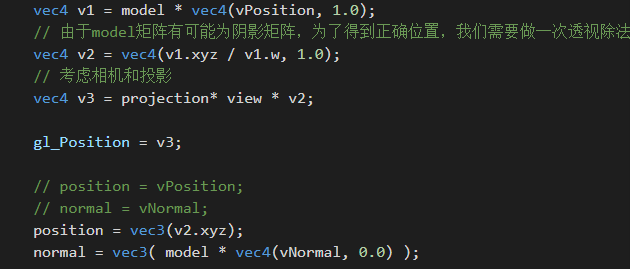 vec4 v1 = model * vec4(vPosition, 1.0);
// 由于model矩阵有可能为阴影矩阵，为了得到正确位置，我们需要做一次透视除法
vec4 v2 = vec4(v1.xyz / v1.w, 1.0);
// 考虑相机和投影
vec4 v3 = projection* view * v2;
gl_Position = v3;
// position = vPosition;
// normal = vNormal;
position = vec3(v2.xyz);
normal = vec3( model * vec4(vNormal, 0.0) );